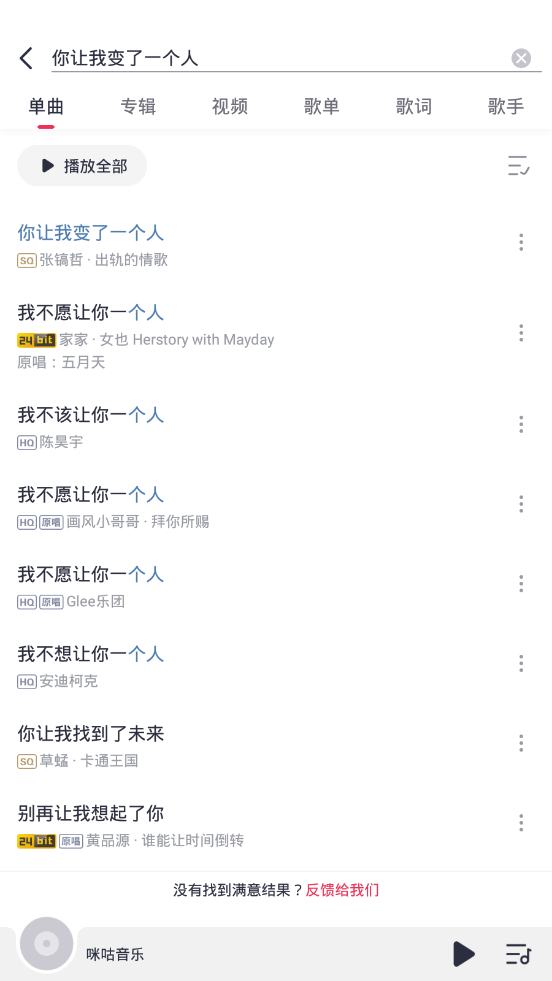 你让我变了一个人
单曲 专辑 视频 歌单 歌词 歌手
播放全部
你让我变了一个人
SQ 张镐哲 · 出轨的情歌
我不愿让你一个人
24bit 家家 · 女也 Herstory with Mayday
原唱：五月天
我不该让你一个人
HQ 陈昊宇
我不愿让你一个人
HQ 原唱 画风小哥哥 · 拜你所赐
我不愿让你一个人
HQ 原唱 Glee乐团
我不想让你一个人
HQ 安迪柯克
你让我找到了未来
SQ 草蜢 · 卡通王国
别再让我想起了你
24bit 原唱 黄品源 · 谁能让时间倒转
没有找到满意结果？反馈给我们
咪咕音乐